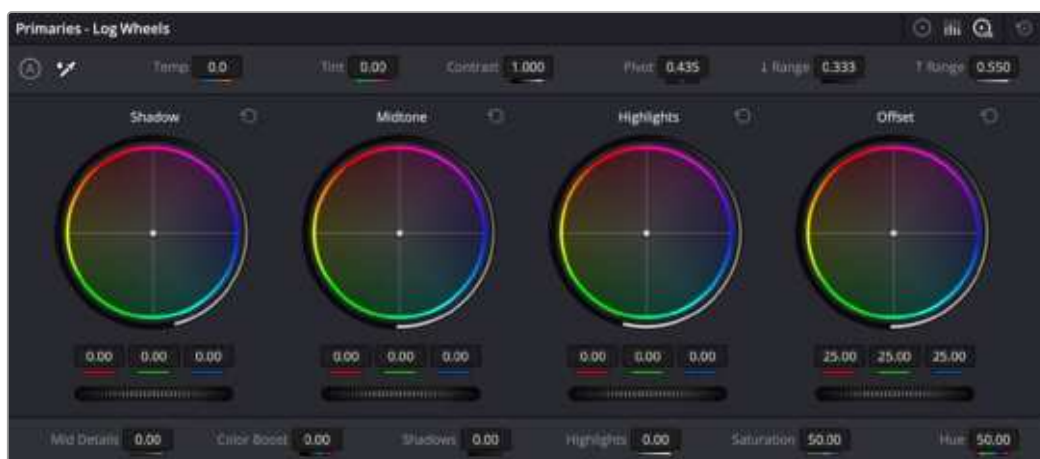 Primaries - Log Wheels
A Temp 0.0 Tint 0.00 Contrast 1.000 Pivot 0.435 ↓ Range 0.333 ↑ Range 0.550
Shadow Midtone Highlights Offset
0.00 0.00 0.00 0.00 0.00 0.00 0.00 0.00 0.00 25.00 25.00 25.00
Mid Details 0.00 Color Boost 0.00 Shadows 0.00 Highlights 0.00 Saturation 50.00 Hue 50.00